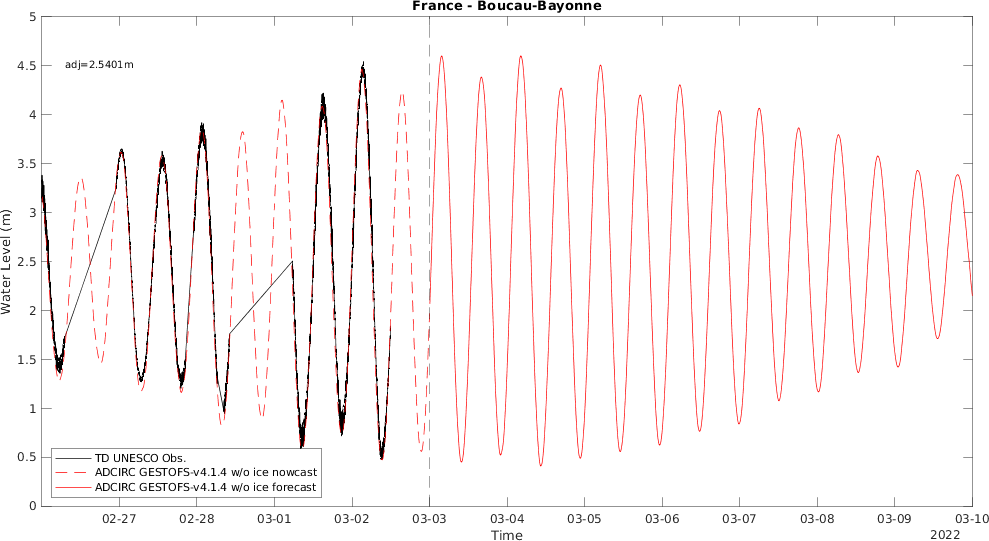 France - Boucau-Bayonne
5
4.5
4
3.5
3
2.5
2
1.5
1
0.5
0
Water Level (m)
adj=2.5401m
TD UNESCO Obs.
ADCIRC GESTOFS-v4.1.4 w/o ice nowcast
ADCIRC GESTOFS-v4.1.4 w/o ice forecast
02-27 02-28 03-01 03-02 03-03 03-04 03-05 03-06 03-07 03-08 03-09 03-10
Time
2022